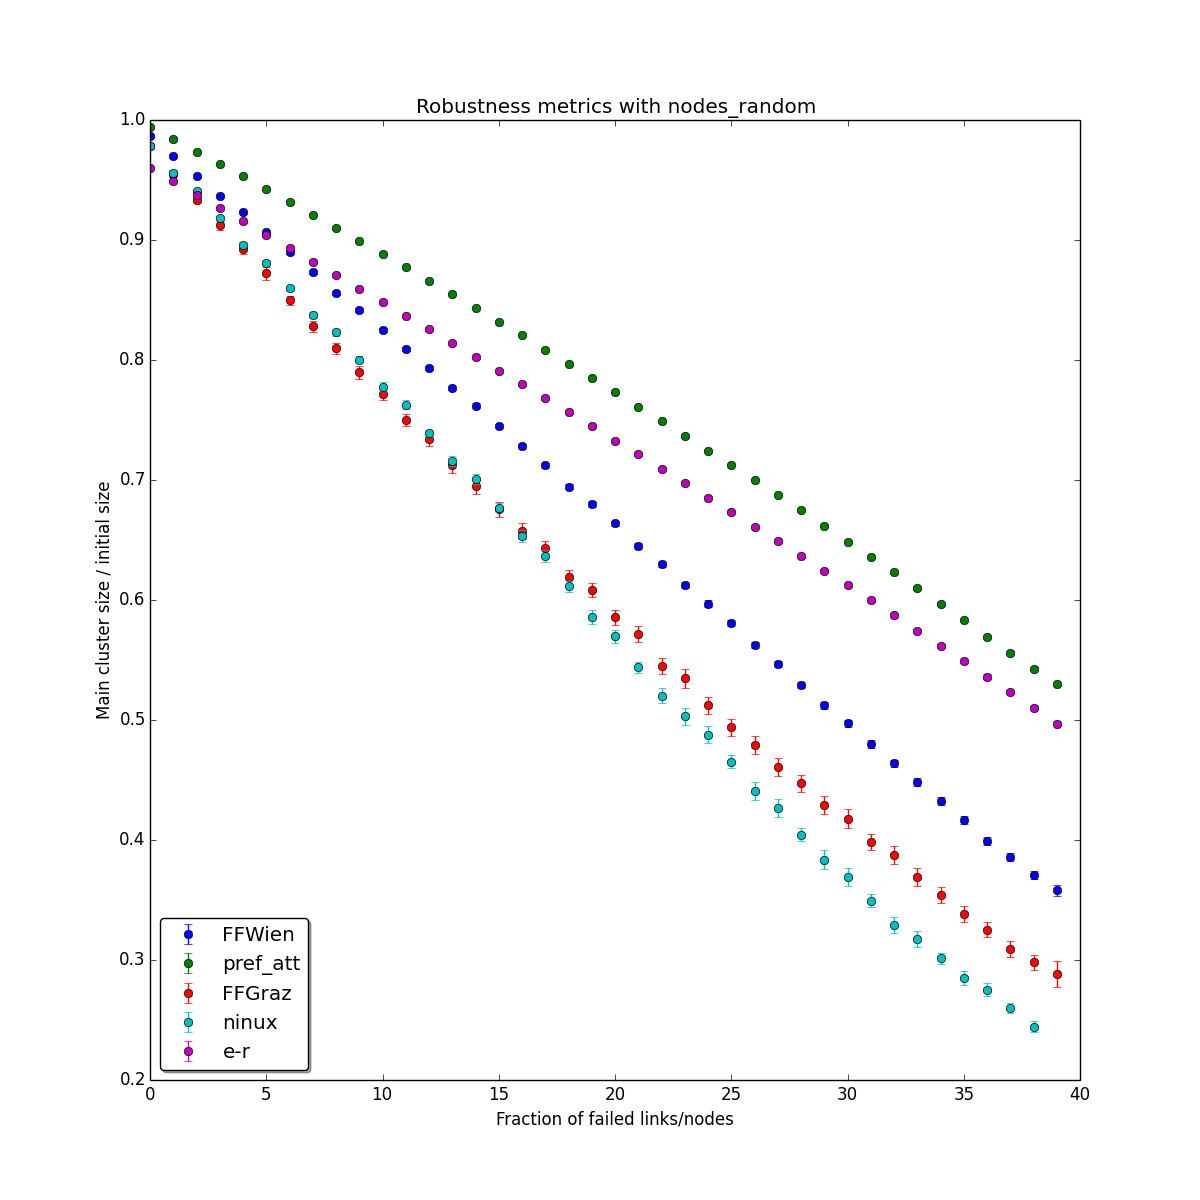 Robustness metrics with nodes_random
1.0
0.9
0.8
0.7
0.6
0.5
0.4
0.3
0.2
Main cluster size / initial size
FFWien
pref_att
FFGraz
ninux
e-r
0 5 10 15 20 25 30 35 40
Fraction of failed links/nodes